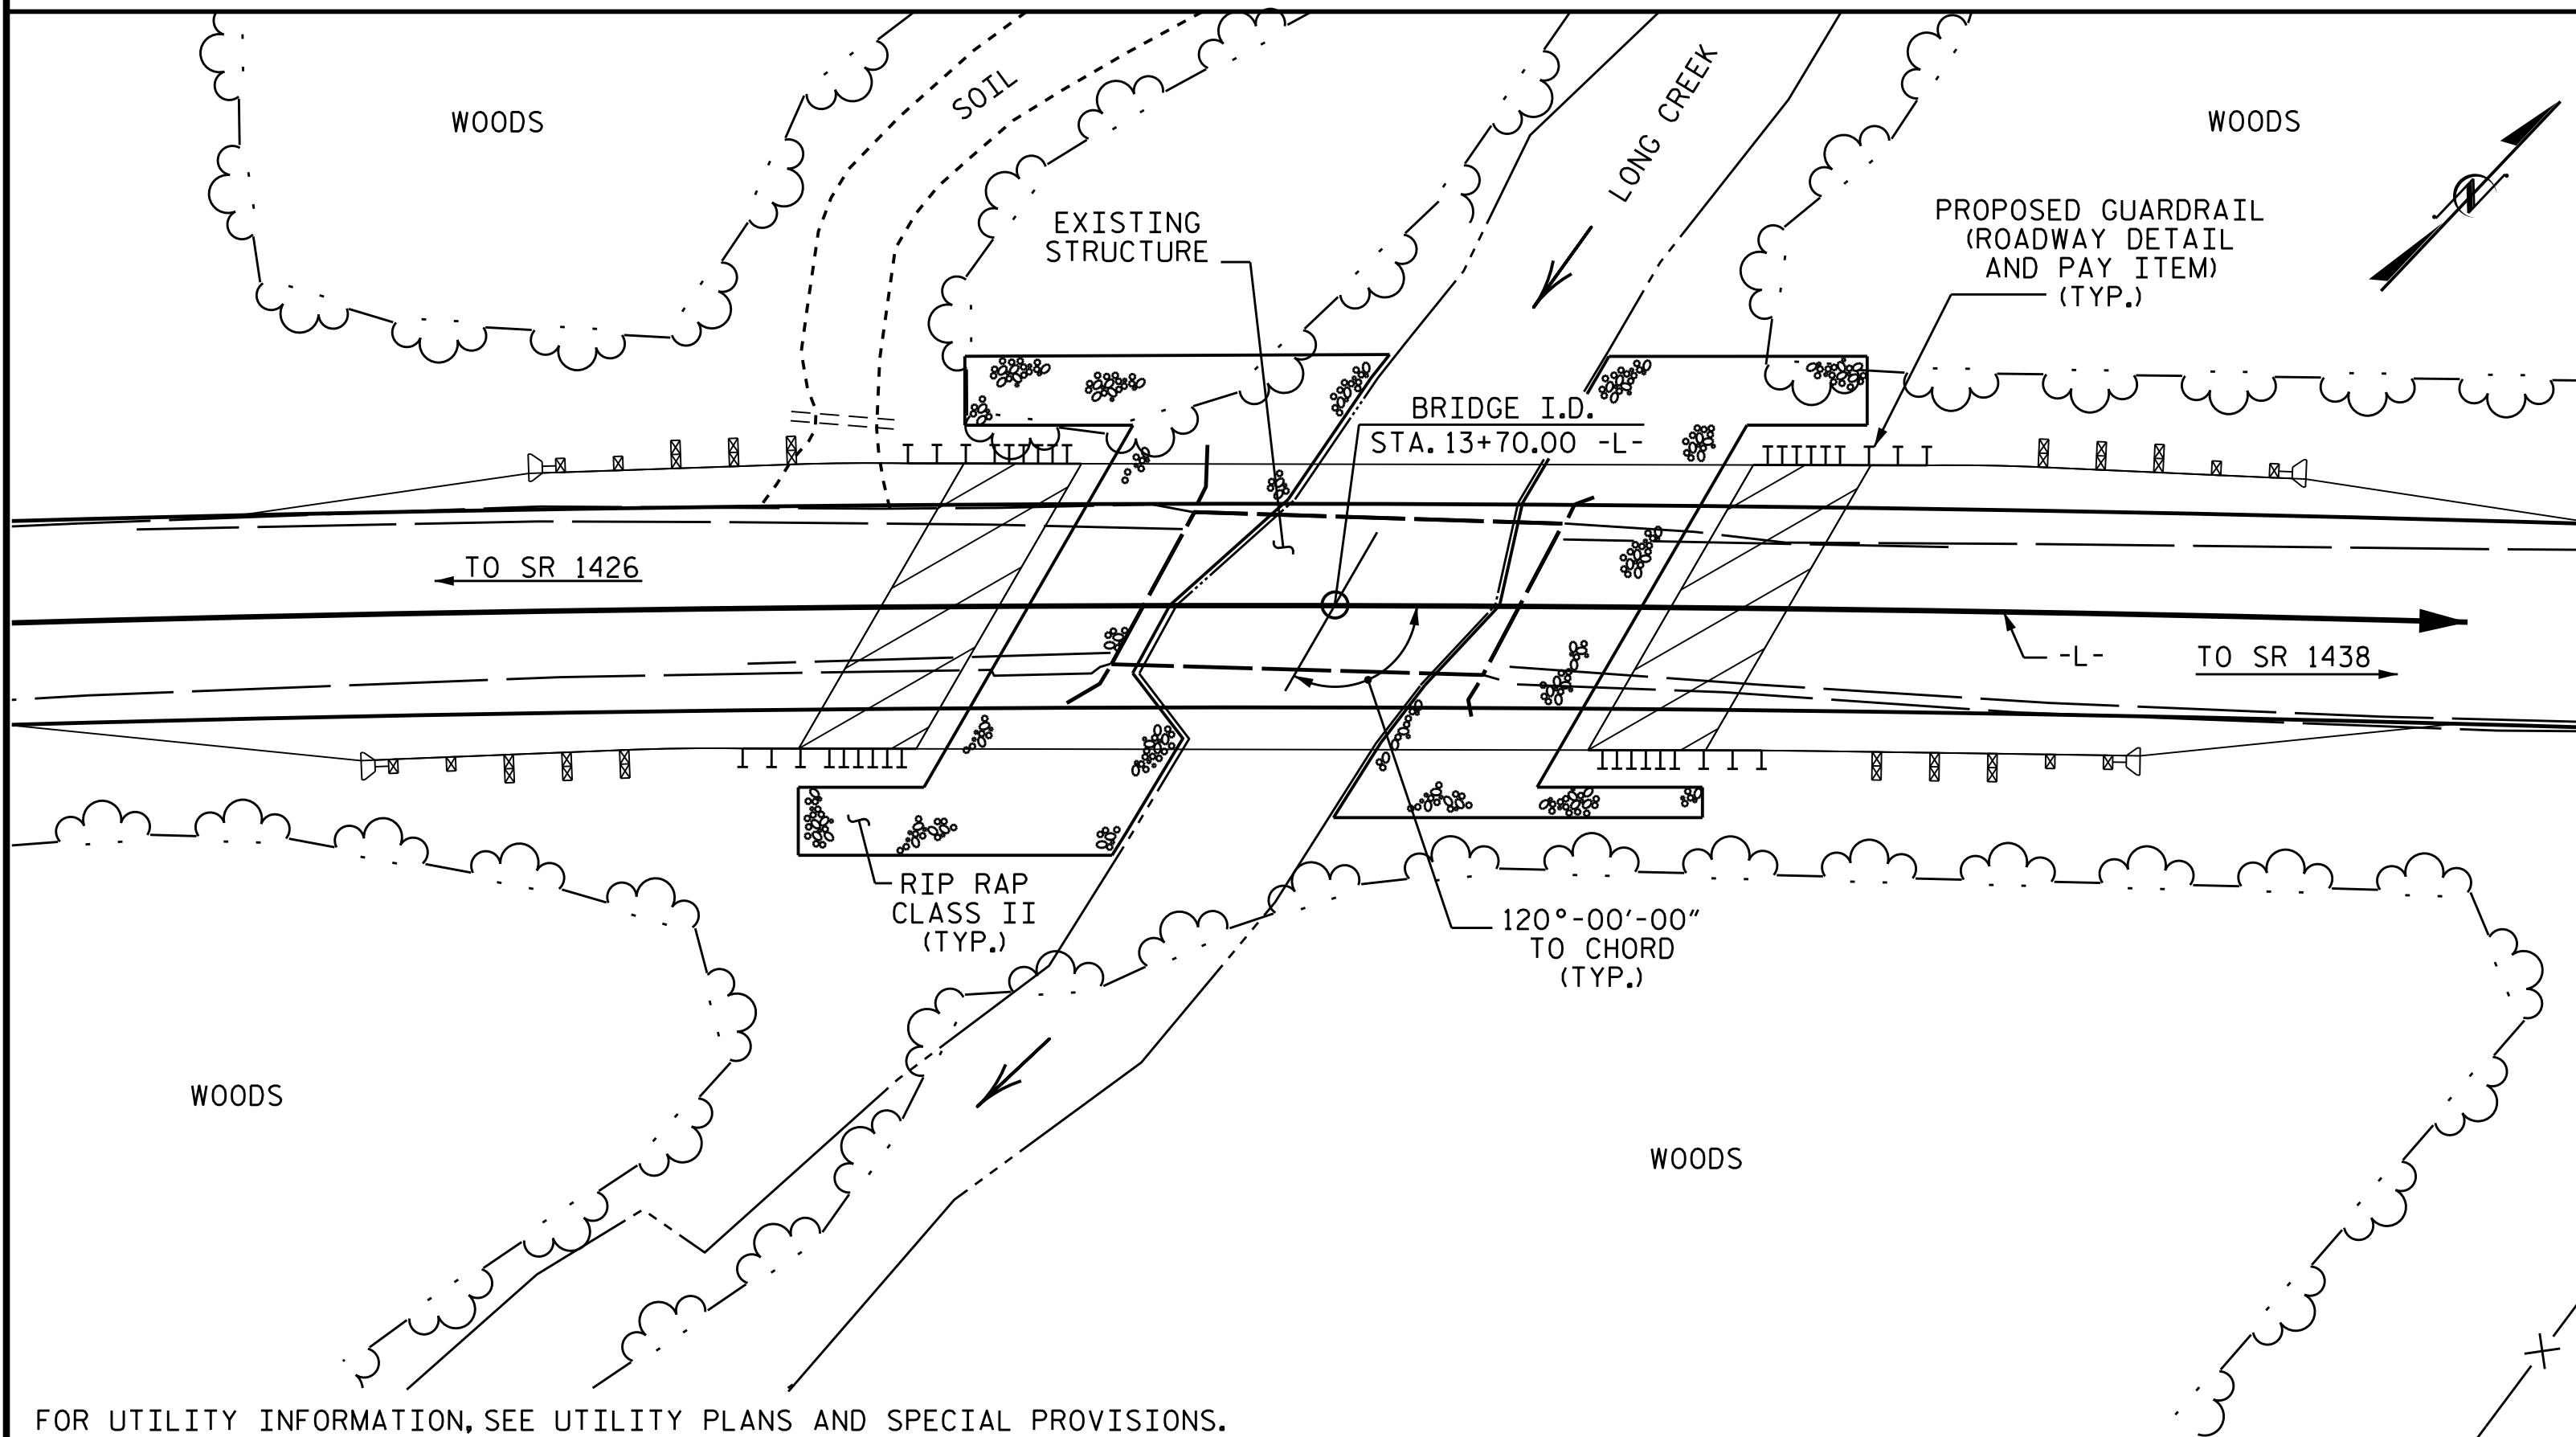 WOODS
SOIL
LONG CREEK
WOODS
EXISTING
STRUCTURE
PROPOSED GUARDRAIL
(ROADWAY DETAIL
AND PAY ITEM)
(TYP.)
N
BRIDGE I.D.
STA. 13+70.00 -L-
TO SR 1426
-L-
TO SR 1438
RIP RAP
CLASS II
(TYP.)
120°-00'-00"
TO CHORD
(TYP.)
WOODS
WOODS
FOR UTILITY INFORMATION, SEE UTILITY PLANS AND SPECIAL PROVISIONS.